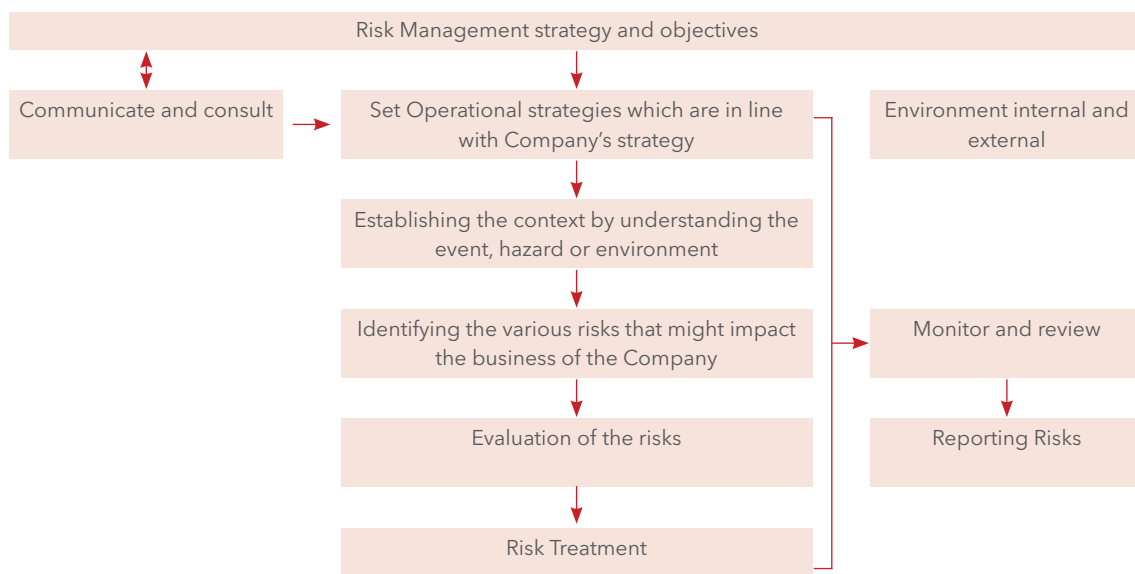 Risk Management strategy and objectives
Communicate and consult
Set Operational strategies which are in line
with Company’s strategy
Environment internal and
external
Establishing the context by understanding the
event, hazard or environment
Identifying the various risks that might impact
the business of the Company
Monitor and review
Evaluation of the risks
Reporting Risks
Risk Treatment